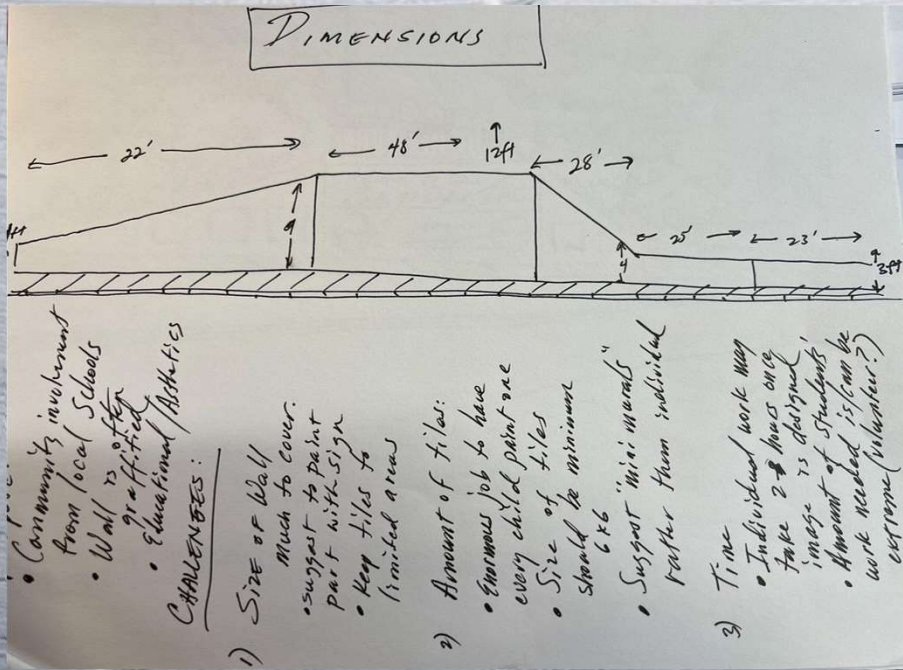 DIMENSIONS
22'
48'
12ft
28'
25'
23'
9
4
3ft
• Community involvement
from local Schools
• Wall is often
graffitied
• Educational/Asthetics
CHALLENGES:
1) SIZE OF Wall
much to cover:
• suggest to paint
part with sign
• Keep tiles to
limited areas
2) Amount of tiles:
• Enormous job to have
every child paint one
• Size of tiles
should be minimum
6x6
• Suggest "mini murals"
rather than individual
3) Time
• Individual work may
take 2 hours once
image is designed
• Amount of students'
work needed is/can be
extreme (volunteer?)